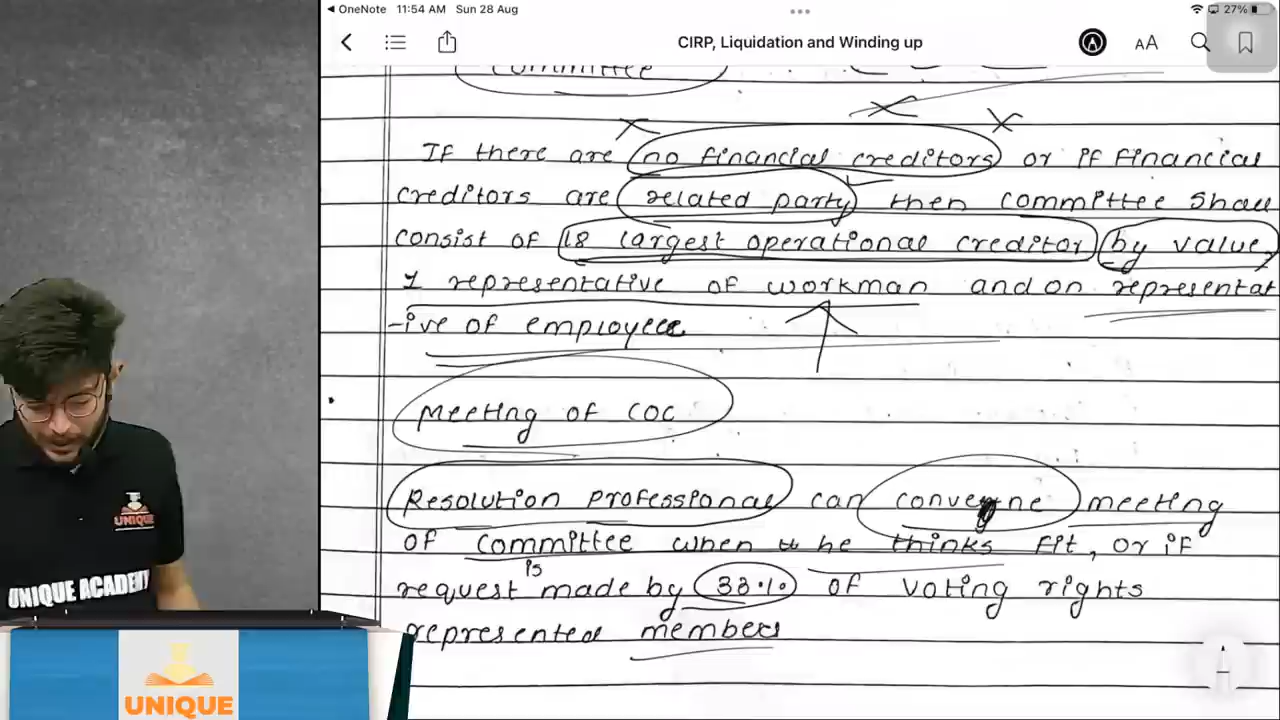 OneNote 11:54 AM Sun 28 Aug 27%
CIRP, Liquidation and Winding up
AA
committee
If there are no financial creditors or if financial
creditors are related party then committee shall
consist of 18 largest operational creditor by value,
1 representative of workman and on representat
-ive of employees
Meeting of COC
Resolution Professional can convene meeting
of committee when he thinks fit, or if
request is made by 33% of voting rights
represented members
UNIQUE
UNIQUE ACADEMY
UNIQUE